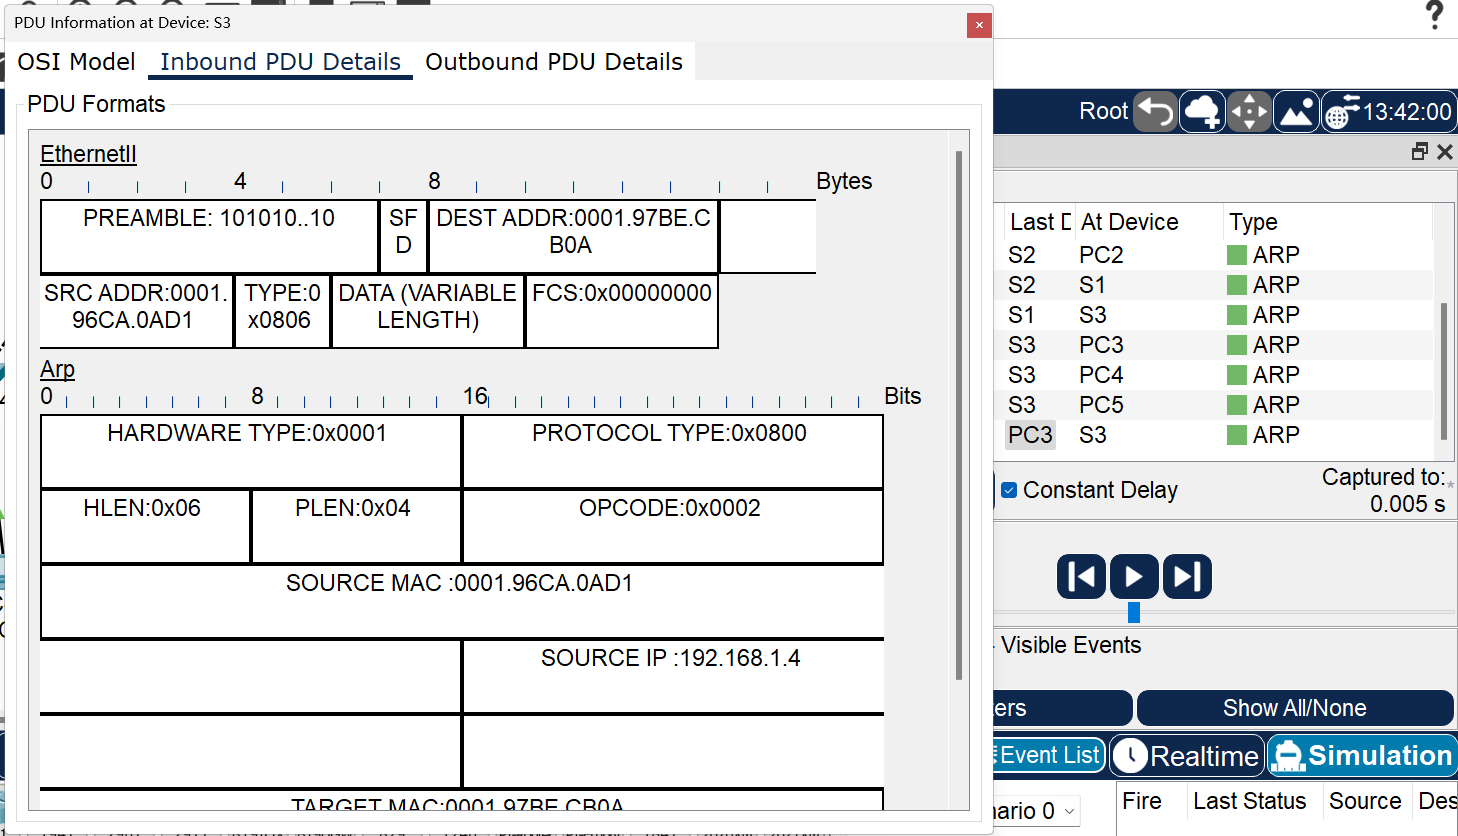 PDU Information at Device: S3
OSI Model Inbound PDU Details Outbound PDU Details
PDU Formats
EthernetII
0 4 8 Bytes
PREAMBLE: 101010..10
SF
D
DEST ADDR:0001.97BE.C
B0A
SRC ADDR:0001.
96CA.0AD1
TYPE:0
x0806
DATA (VARIABLE
LENGTH)
FCS:0x00000000
Arp
0 8 16 Bits
HARDWARE TYPE:0x0001 PROTOCOL TYPE:0x0800
HLEN:0x06 PLEN:0x04 OPCODE:0x0002
SOURCE MAC :0001.96CA.0AD1
SOURCE IP :192.168.1.4
TARGET MAC:0001.97BE.CB0A
?
Root 13:42:00
Last D At Device Type
S2 PC2 ARP
S2 S1 ARP
S1 S3 ARP
S3 PC3 ARP
S3 PC4 ARP
S3 PC5 ARP
PC3 S3 ARP
Constant Delay
Captured to: *
0.005 s
Visible Events
ers Show All/None
Event List Realtime Simulation
nario 0
Fire Last Status Source Des